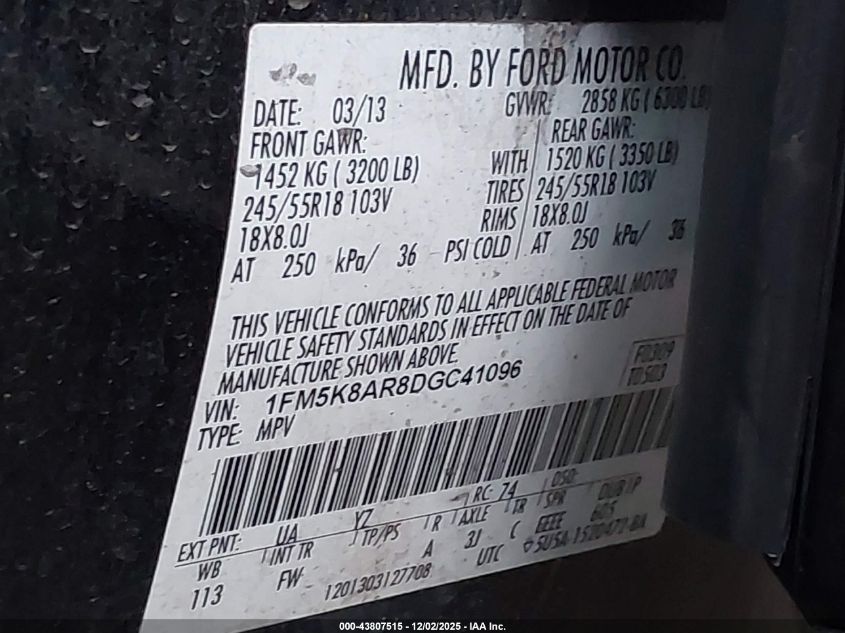 MFD. BY FORD MOTOR CO.
DATE: 03/13 GVWR: 2858 KG ( 6300 LB)
FRONT GAWR: REAR GAWR:
1452 KG ( 3200 LB) WITH 1520 KG ( 3350 LB)
245/55R18 103V TIRES 245/55R18 103V
18X8.0J RIMS 18X8.0J
AT 250 kPa/ 36 PSI COLD AT 250 kPa/ 36
THIS VEHICLE CONFORMS TO ALL APPLICABLE FEDERAL MOTOR
VEHICLE SAFETY STANDARDS IN EFFECT ON THE DATE OF
MANUFACTURE SHOWN ABOVE.
F0309
T0503
VIN: 1FM5K8AR8DGC41096
TYPE: MPV
EXT PNT: UA YZ RC: 74 DSO:
WB INT TR TP/PS R AXLE TR SPR
113 FW A 3J C EEEE 605
1201303127708 UTC
000-43807515 - 12/02/2025 - IAA Inc.